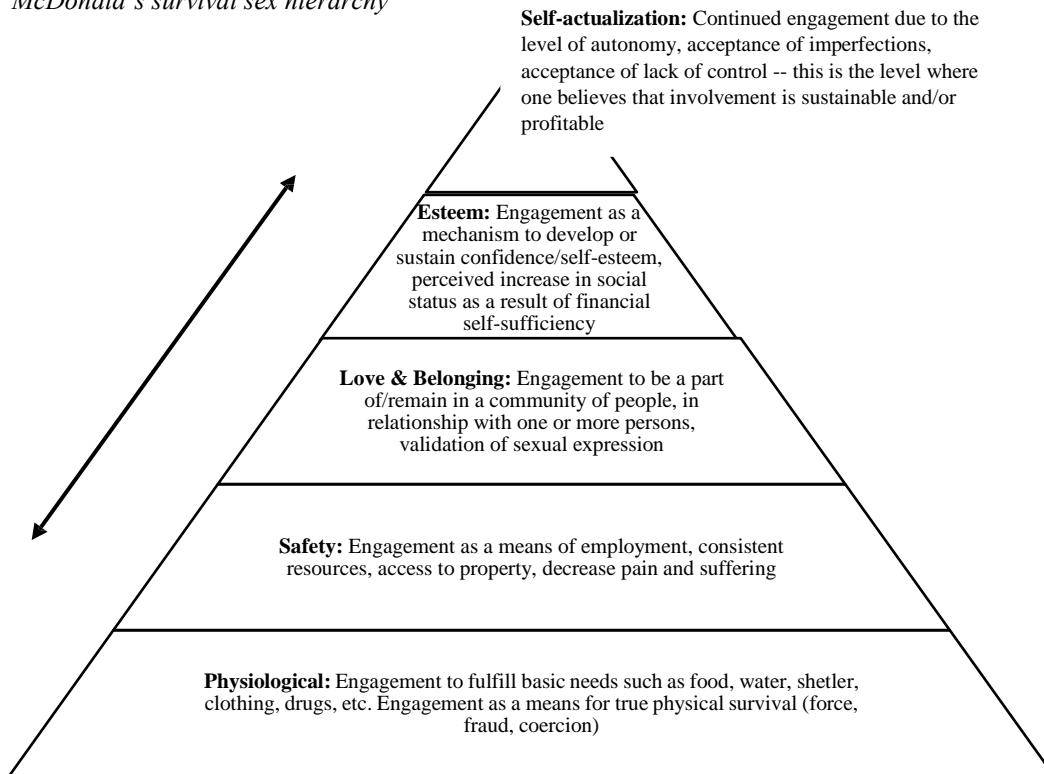 McDonald's survival sex hierarchy
Self-actualization: Continued engagement due to the
level of autonomy, acceptance of imperfections,
acceptance of lack of control -- this is the level where
one believes that involvement is sustainable and/or
profitable
Esteem: Engagement as a
mechanism to develop or
sustain confidence/self-esteem,
perceived increase in social
status as a result of financial
self-sufficiency
Love & Belonging: Engagement to be a part
of/remain in a community of people, in
relationship with one or more persons,
validation of sexual expression
Safety: Engagement as a means of employment, consistent
resources, access to property, decrease pain and suffering
Physiological: Engagement to fulfill basic needs such as food, water, shetler,
clothing, drugs, etc. Engagement as a means for true physical survival (force,
fraud, coercion)